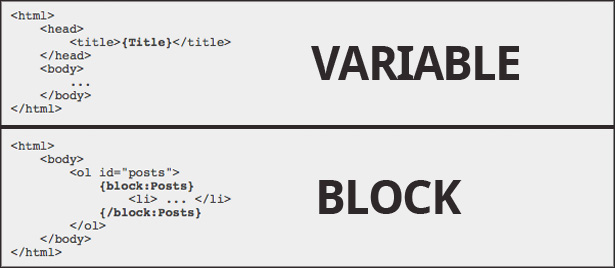 <html>
    <head>
        <title>{Title}</title>
    </head>
    <body>
        ...
    </body>
</html>
VARIABLE
<html>
    <body>
        <ol id="posts">
            {block:Posts}
                <li> ... </li>
            {/block:Posts}
        </ol>
    </body>
</html>
BLOCK